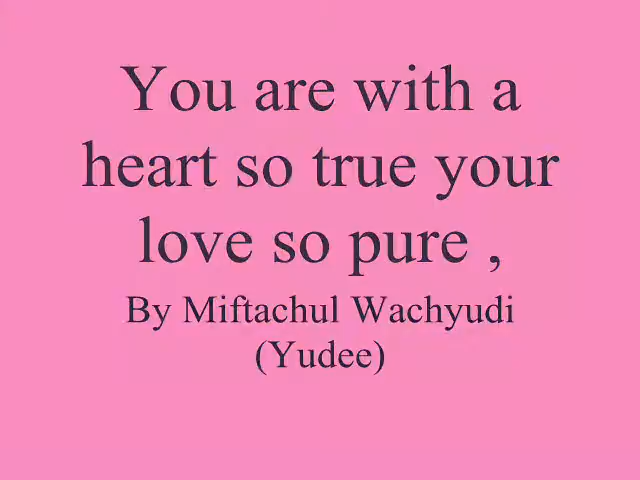 You are with a
heart so true your
love so pure ,
By Miftachul Wachyudi
(Yudee)